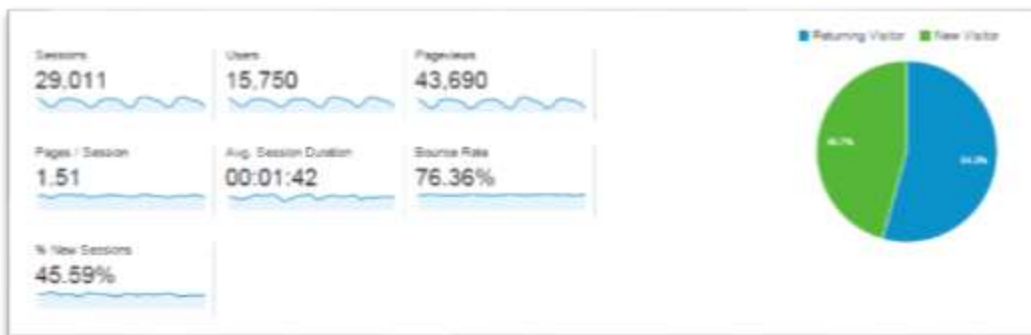 Returning Visitor New Visitor
Sessions Users Pageviews
29,011 15,750 43,690
Pages / Session Avg. Session Duration Bounce Rate
1.51 00:01:42 76.36%
% New Sessions
45.59%